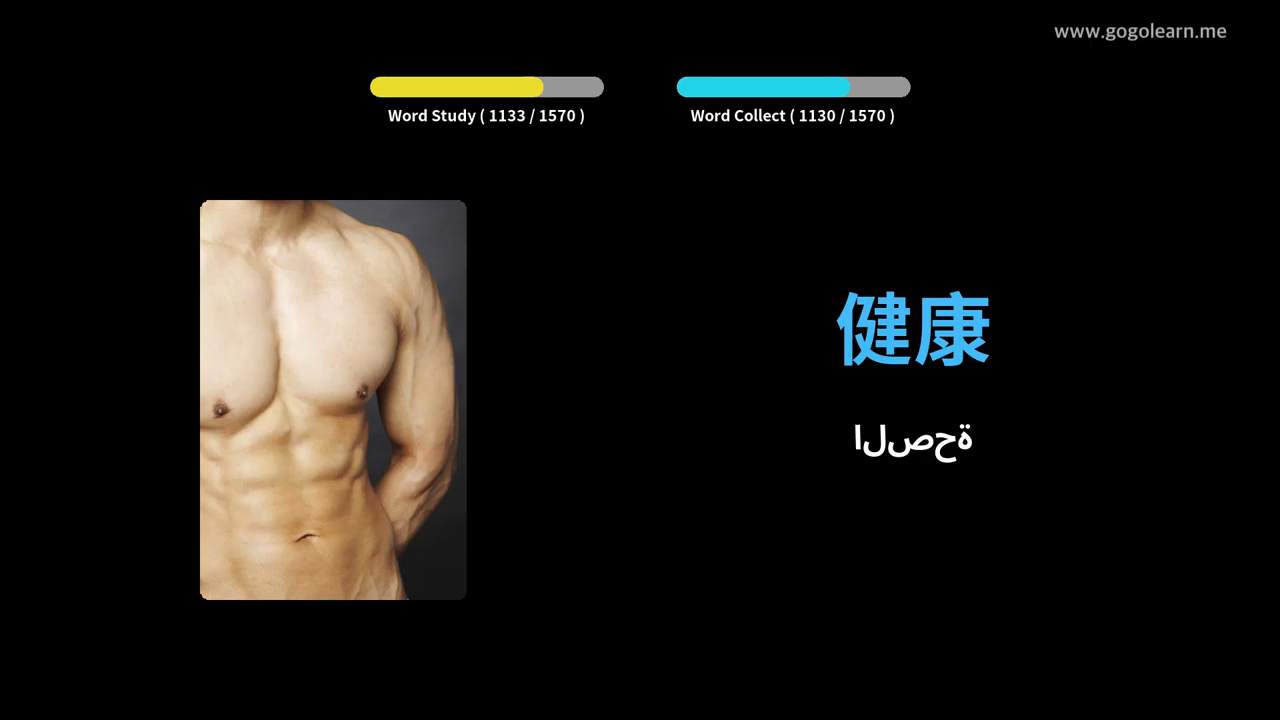 www.gogolearn.me
Word Study ( 1133 / 1570 )
Word Collect ( 1130 / 1570 )
健康
الصحة